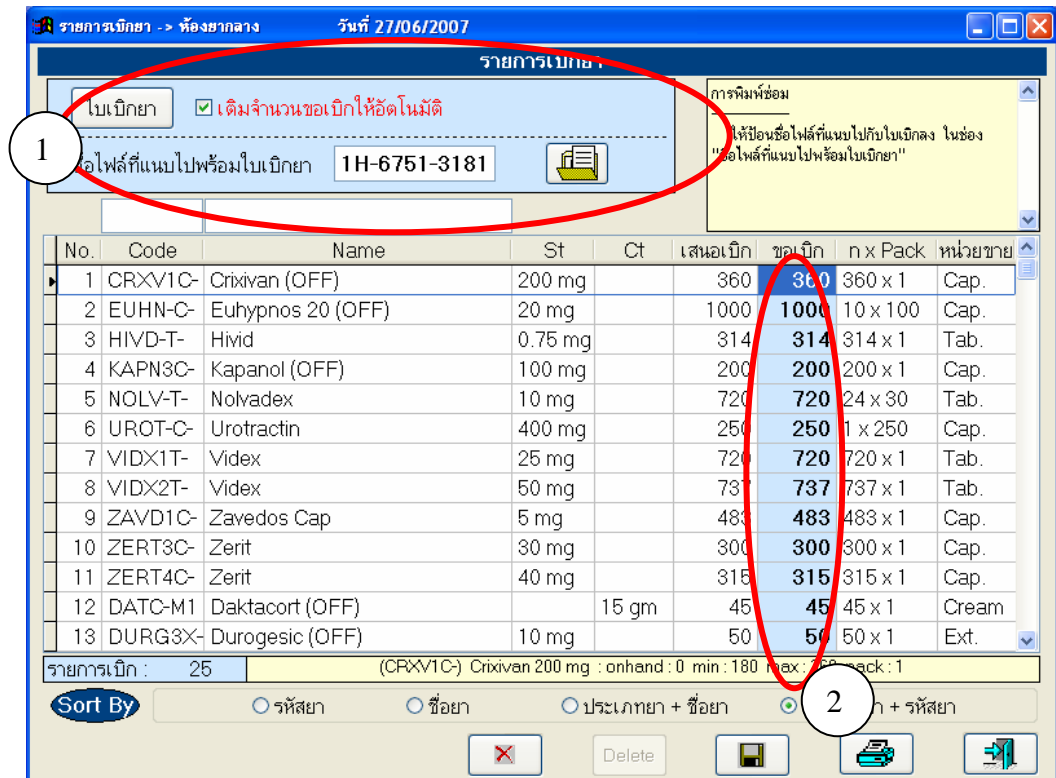 รายการเบิกยา -> ห้องยากลาง วันที่ 27/06/2007
รายการเบิกยา
ใบเบิกยา เติมจำนวนขอเบิกให้อัตโนมัติ
1
ชื่อไฟล์ที่แนบไปพร้อมใบเบิกยา 1H-6751-3181
การพิมพ์ซ่อม
ให้ป้อนชื่อไฟล์ที่แนบไปกับใบเบิกลง ในช่อง
"ชื่อไฟล์ที่แนบไปพร้อมใบเบิกยา"
No. Code Name St Ct เสนอเบิก ขอเบิก n x Pack หน่วยขาย
1 CRXV1C- Crixivan (OFF) 200 mg 360 360 360 x 1 Cap.
2 EUHN-C- Euhypnos 20 (OFF) 20 mg 1000 1000 10 x 100 Cap.
3 HIVD-T- Hivid 0.75 mg 314 314 314 x 1 Tab.
4 KAPN3C- Kapanol (OFF) 100 mg 200 200 200 x 1 Cap.
5 NOLV-T- Nolvadex 10 mg 720 720 24 x 30 Tab.
6 UROT-C- Urotractin 400 mg 250 250 1 x 250 Cap.
7 VIDX1T- Videx 25 mg 720 720 720 x 1 Tab.
8 VIDX2T- Videx 50 mg 737 737 737 x 1 Tab.
9 ZAVD1C- Zavedos Cap 5 mg 483 483 483 x 1 Cap.
10 ZERT3C- Zerit 30 mg 300 300 300 x 1 Cap.
11 ZERT4C- Zerit 40 mg 315 315 315 x 1 Cap.
12 DATC-M1 Daktacort (OFF) 15 gm 45 45 45 x 1 Cream
13 DURG3X- Durogesic (OFF) 10 mg 50 50 50 x 1 Ext.
รายการเบิก : 25 (CRXV1C-) Crixivan 200 mg : onhand : 0 min : 180 max : 360 pack : 1
Sort By รหัสยา ชื่อยา ประเภทยา + ชื่อยา + รหัสยา
2
Delete